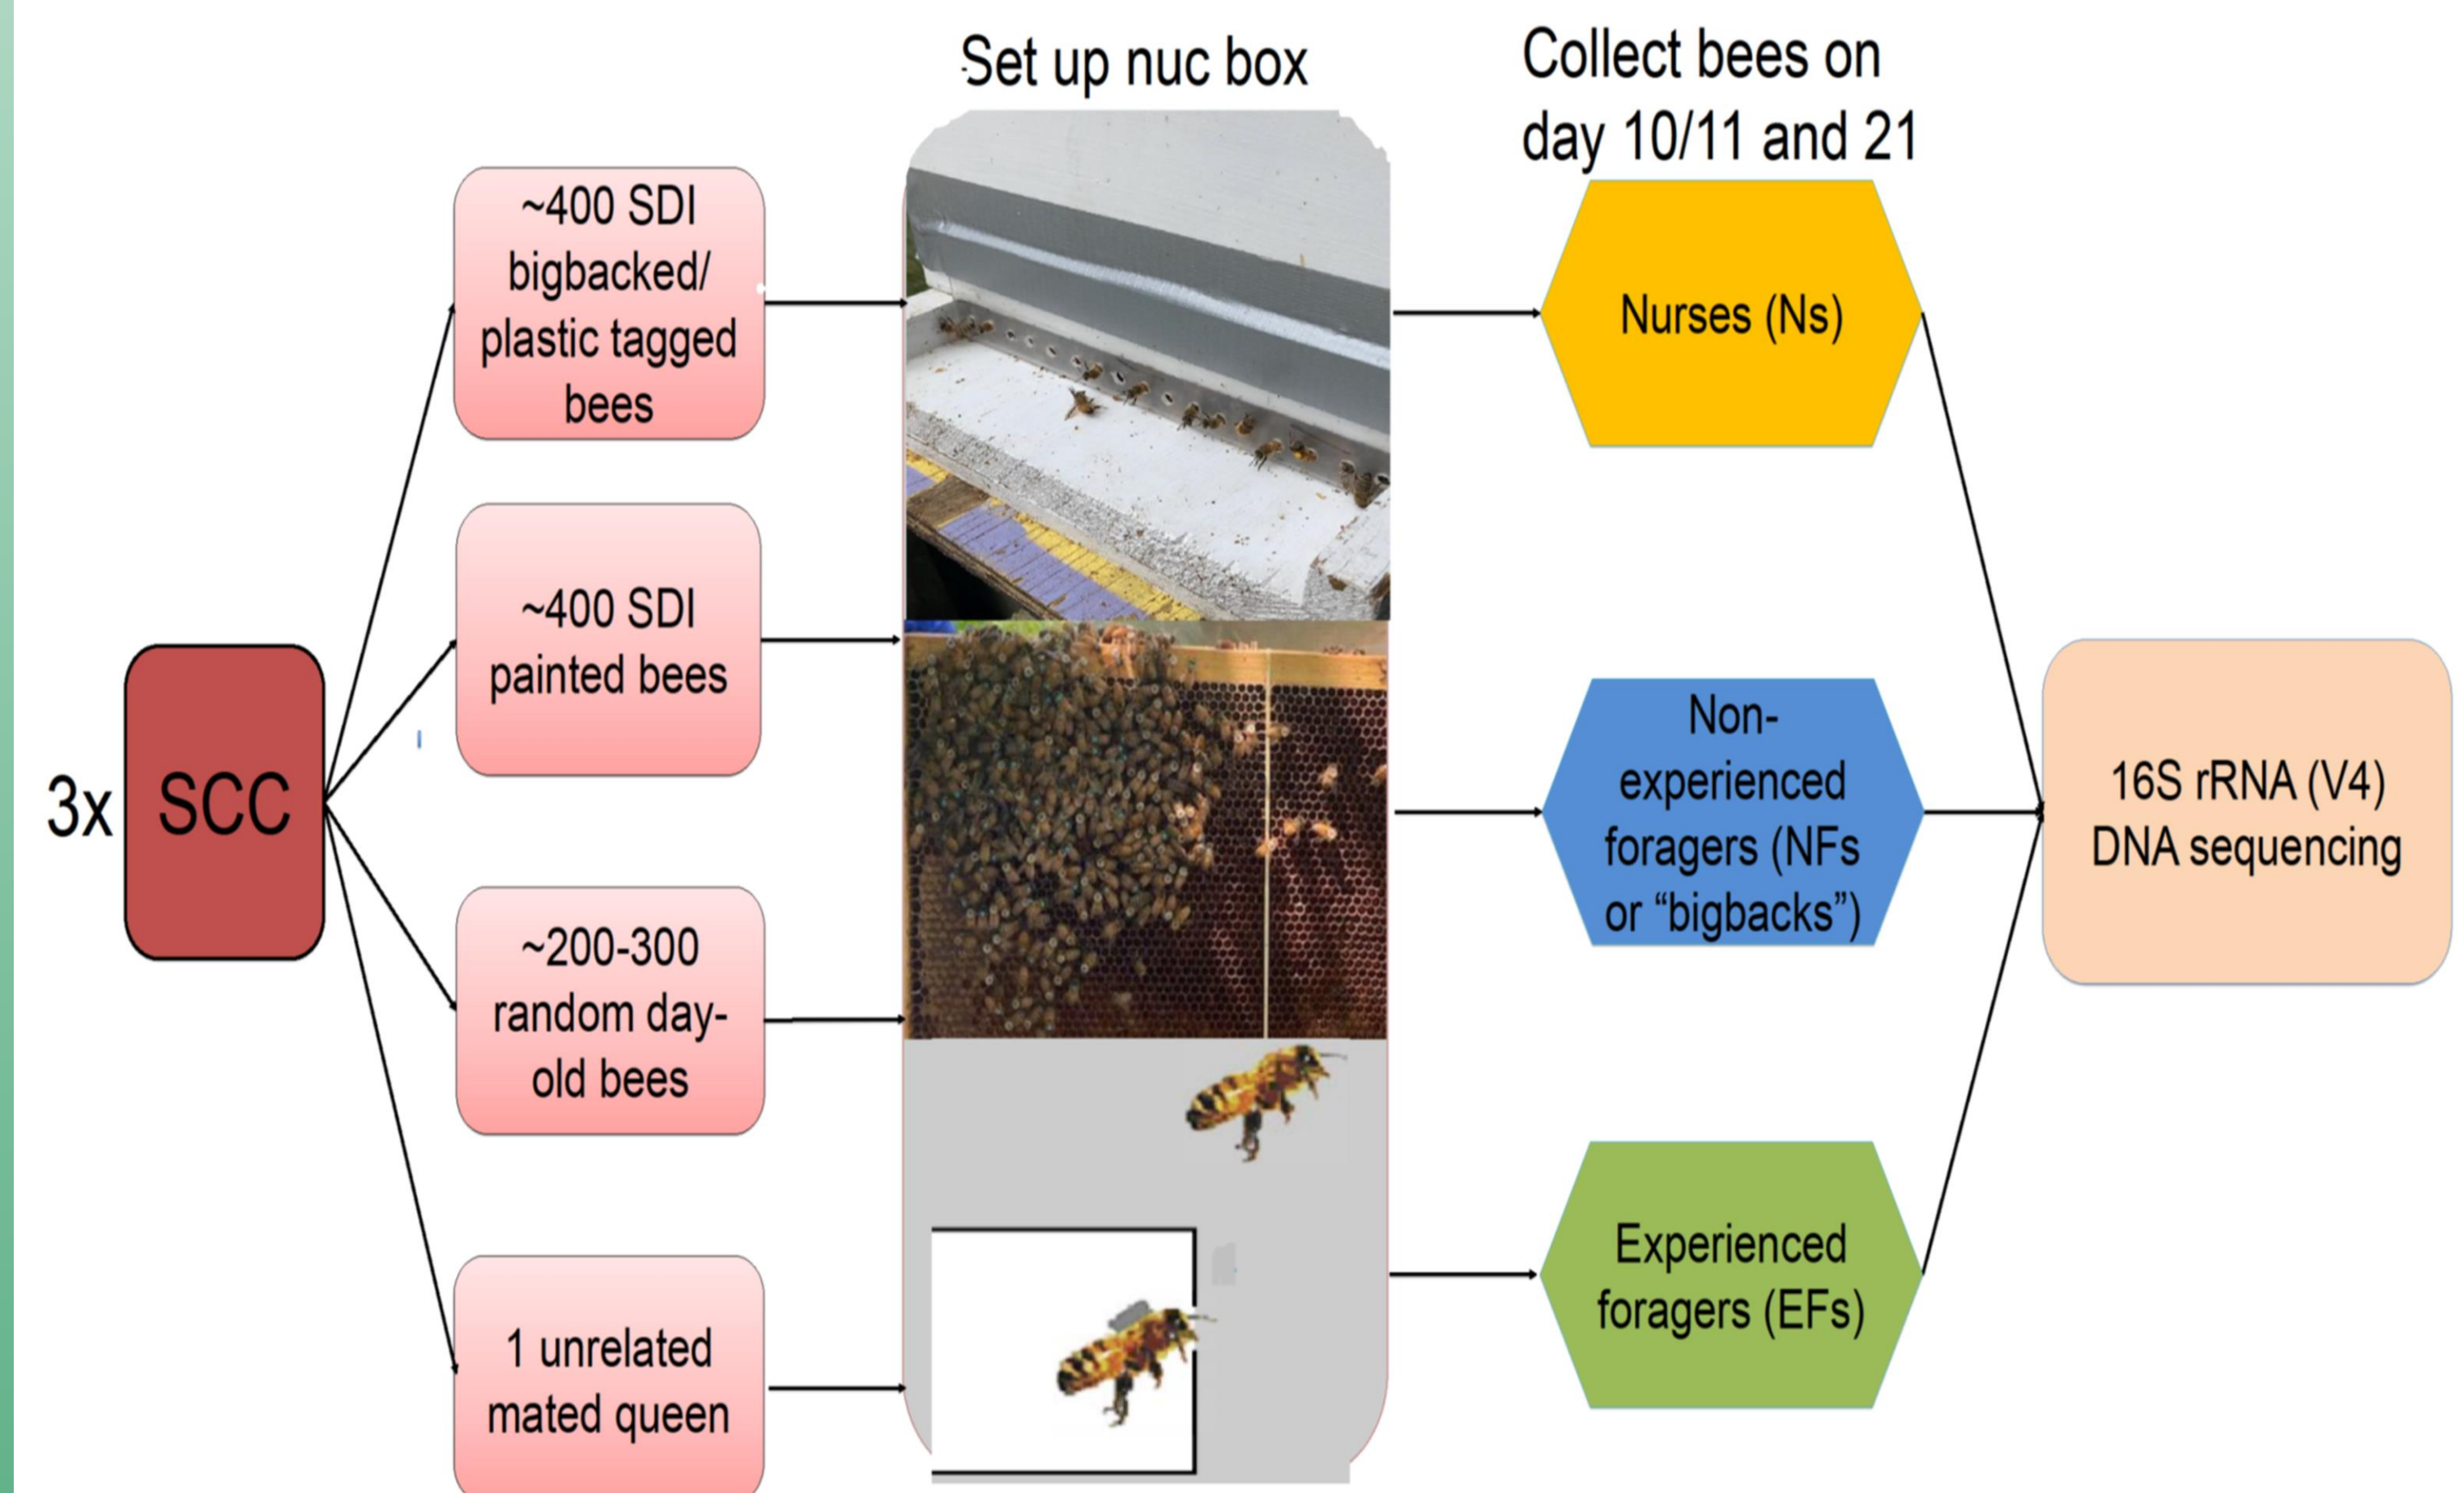 Set up nuc box
Collect bees on
day 10/11 and 21
3x
SCC
~400 SDI
bigbacked/
plastic tagged
bees
~400 SDI
painted bees
~200-300
random day-
old bees
1 unrelated
mated queen
Nurses (Ns)
Non-
experienced
foragers (NFs
or “bigbacks”)
Experienced
foragers (EFs)
16S rRNA (V4)
DNA sequencing